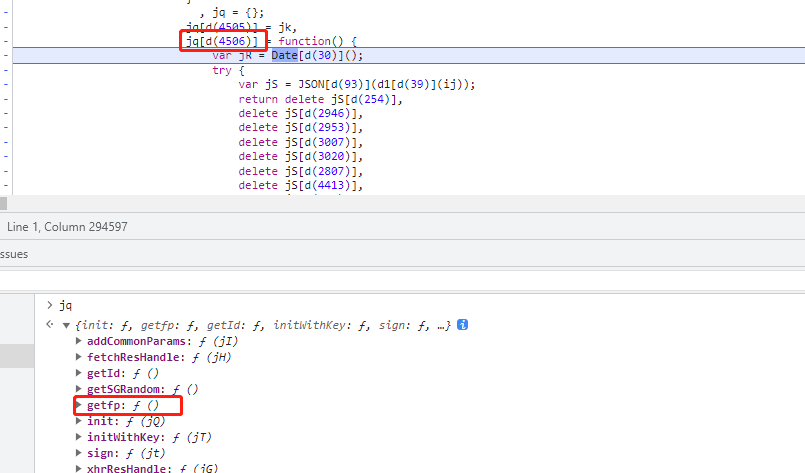 , jq = {};
jq[d(4505)] = jk,
jq[d(4506)] = function() {
var jR = Date[d(30)]();
try {
var jS = JSON[d(93)](d1[d(39)](ij));
return delete jS[d(254)],
delete jS[d(2946)],
delete jS[d(2953)],
delete jS[d(3007)],
delete jS[d(3020)],
delete jS[d(2807)],
delete jS[d(4413)],
Line 1, Column 294597
ssues
> jq
{init: ƒ, getfp: ƒ, getId: ƒ, initWithKey: ƒ, sign: ƒ, …} i
addCommonParams: ƒ (jI)
fetchResHandle: ƒ (jH)
getId: ƒ ()
getSGRandom: ƒ ()
getfp: ƒ ()
init: ƒ (jQ)
initWithKey: ƒ (jT)
sign: ƒ (jt)
xhrResHandle: ƒ (jG)